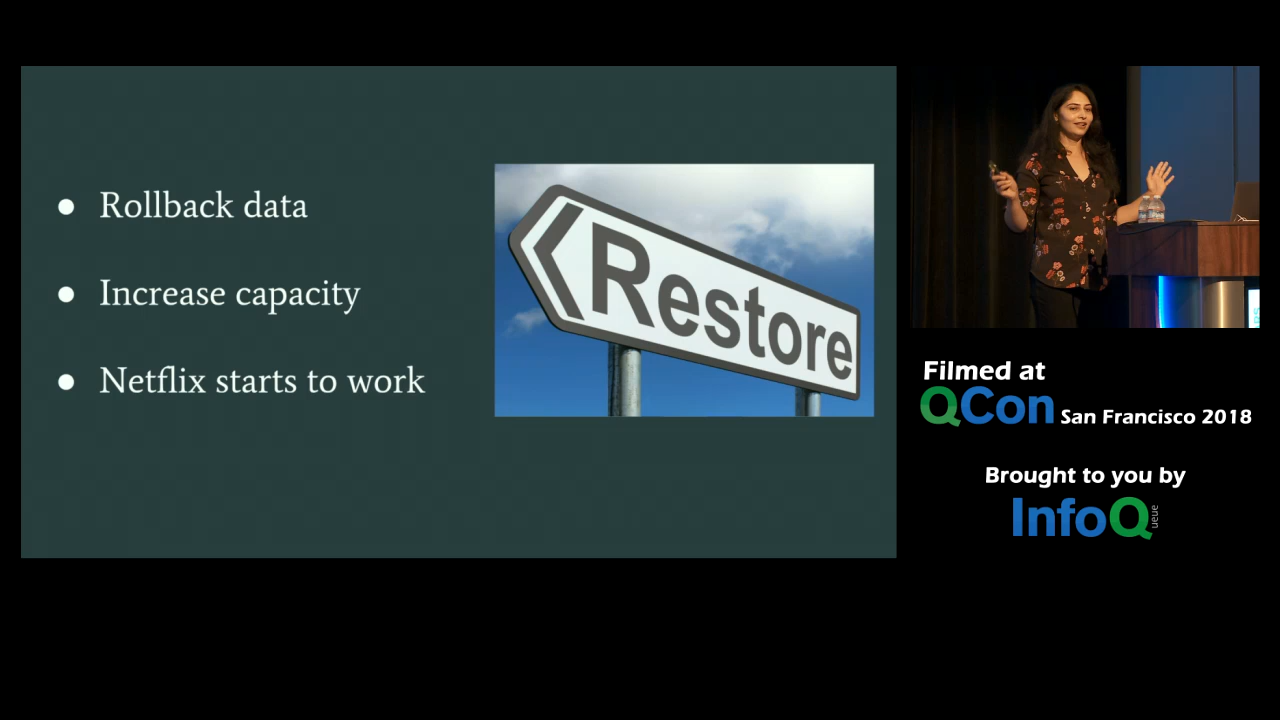 Rollback data
Increase capacity
Netflix starts to work
Restore
Filmed at
QCon San Francisco 2018
Brought to you by
InfoQ
ueue